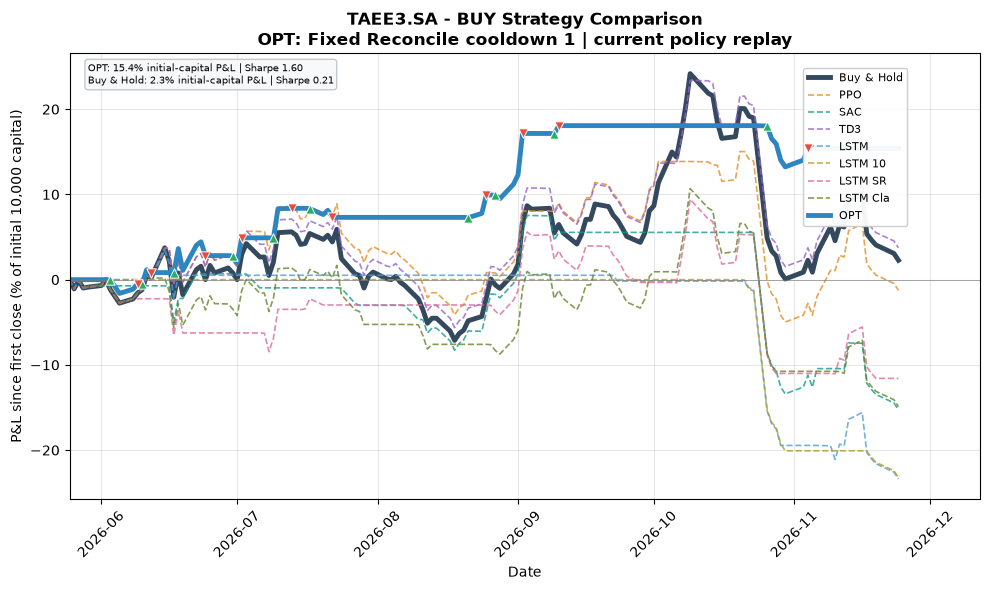 TAEE3.SA - BUY Strategy Comparison
OPT: Fixed Reconcile cooldown 1 | current policy replay
OPT: 15.4% initial-capital P&L | Sharpe 1.60
Buy & Hold: 2.3% initial-capital P&L | Sharpe 0.21
Buy & Hold
PPO
SAC
TD3
LSTM
LSTM 10
LSTM SR
LSTM Cla
OPT
P&L since first close (% of initial 10,000 capital)
20
10
0
−10
−20
2026-06
2026-07
2026-08
2026-09
2026-10
2026-11
2026-12
Date